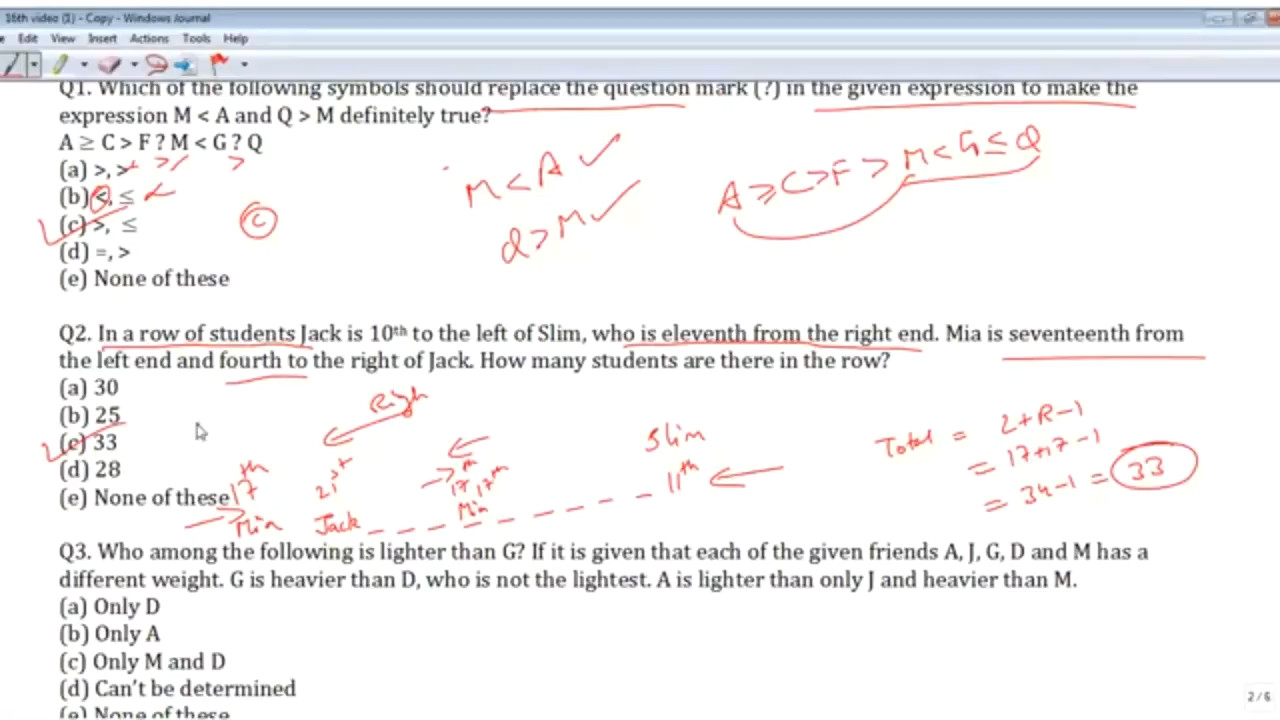 16th video (1) - Copy - Windows Journal
Edit View Insert Actions Tools Help
Q1. Which of the following symbols should replace the question mark (?) in the given expression to make the
expression M < A and Q > M definitely true?
A ≥ C > F ? M < G ? Q
(a) >, >
(b) <, ≤
(c) >, ≤
(d) =, >
(e) None of these
M < A ✓
Q > M ✓
A ≥ C > F > M < G ≤ Q
(c)
Q2. In a row of students Jack is 10th to the left of Slim, who is eleventh from the right end. Mia is seventeenth from
the left end and fourth to the right of Jack. How many students are there in the row?
(a) 30
(b) 25
(c) 33
(d) 28
(e) None of these
Righ
Slim
17th 21st 17th 17th 11th
Mia Jack Mia
Total = L+R-1
= 17+17-1
= 34-1 = 33
Q3. Who among the following is lighter than G? If it is given that each of the given friends A, J, G, D and M has a
different weight. G is heavier than D, who is not the lightest. A is lighter than only J and heavier than M.
(a) Only D
(b) Only A
(c) Only M and D
(d) Can't be determined
(e) None of these
2/6